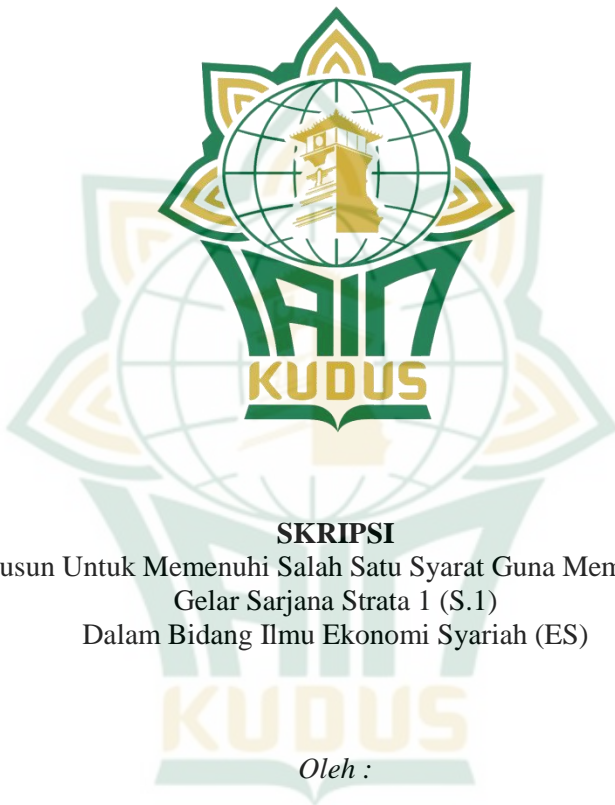 IAIN
KUDUS
SKRIPSI
usun Untuk Memenuhi Salah Satu Syarat Guna Mem
Gelar Sarjana Strata 1 (S.1)
Dalam Bidang Ilmu Ekonomi Syariah (ES)
KUDUS
Oleh :